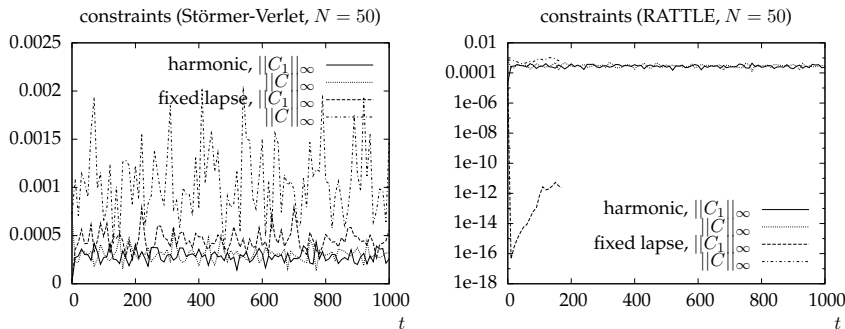 constraints (Störmer-Verlet, N = 50)
0.0025
0.002
0.0015
0.001
0.0005
0
0 200 400 600 800 1000
t
harmonic, ||C₁||∞
||C||∞
fixed lapse, ||C₁||∞
||C||∞
constraints (RATTLE, N = 50)
0.01
0.0001
1e-06
1e-08
1e-10
1e-12
1e-14
1e-16
1e-18
0 200 400 600 800 1000
t
harmonic, ||C₁||∞
||C||∞
fixed lapse, ||C₁||∞
||C||∞